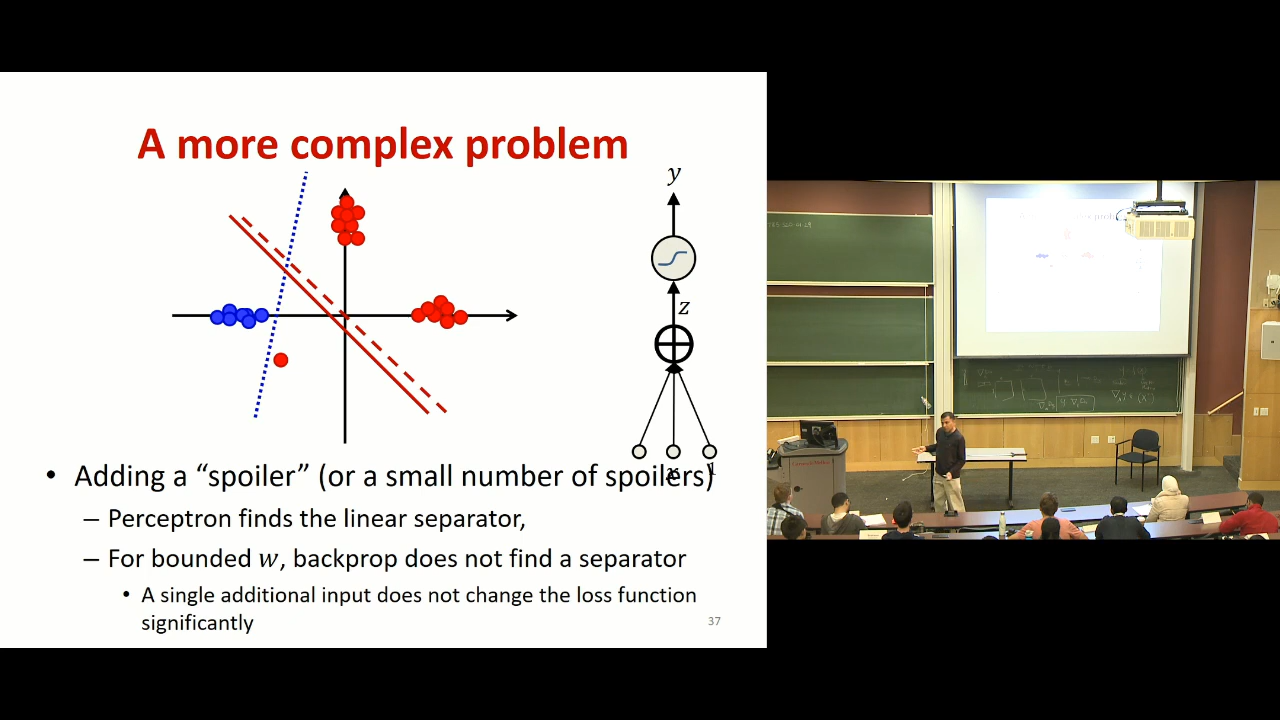 A more complex problem
y
z
x 1
• Adding a “spoiler” (or a small number of spoilers)
– Perceptron finds the linear separator,
– For bounded w, backprop does not find a separator
• A single additional input does not change the loss function
significantly
37